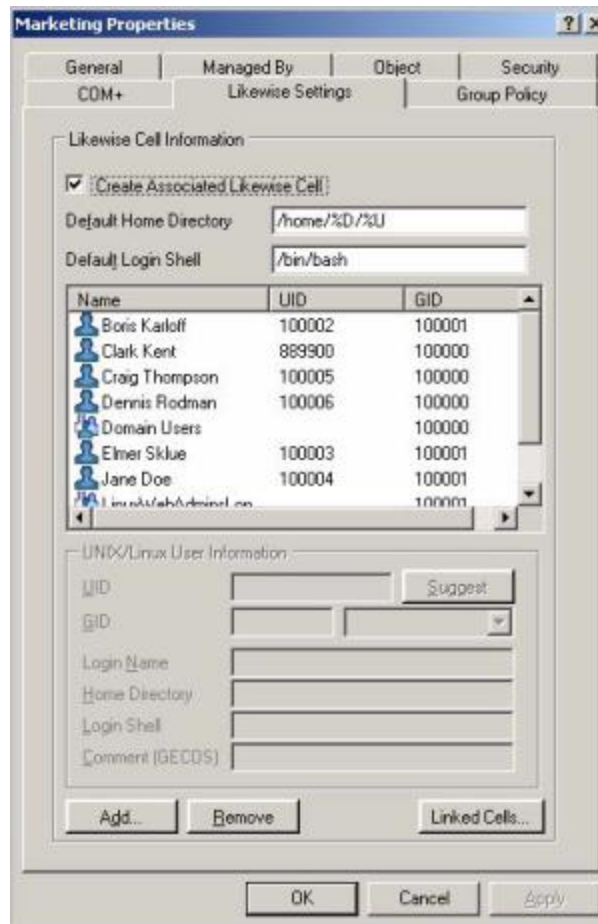 Marketing Properties
General Managed By Object Security
COM+ Likewise Settings Group Policy
Likewise Cell Information
Create Associated Likewise Cell
Default Home Directory /home/%D/%U
Default Login Shell /bin/bash
Name UID GID
Boris Karloff 100002 100001
Clark Kent 889900 100000
Craig Thompson 100005 100000
Dennis Rodman 100006 100000
Domain Users 100000
Elmer Sklue 100003 100001
Jane Doe 100004 100001
100001
UNIX/Linux User Information
UID Suggest
GID
Login Name
Home Directory
Login Shell
Comment (GECOS)
Add... Remove Linked Cells...
OK Cancel Apply